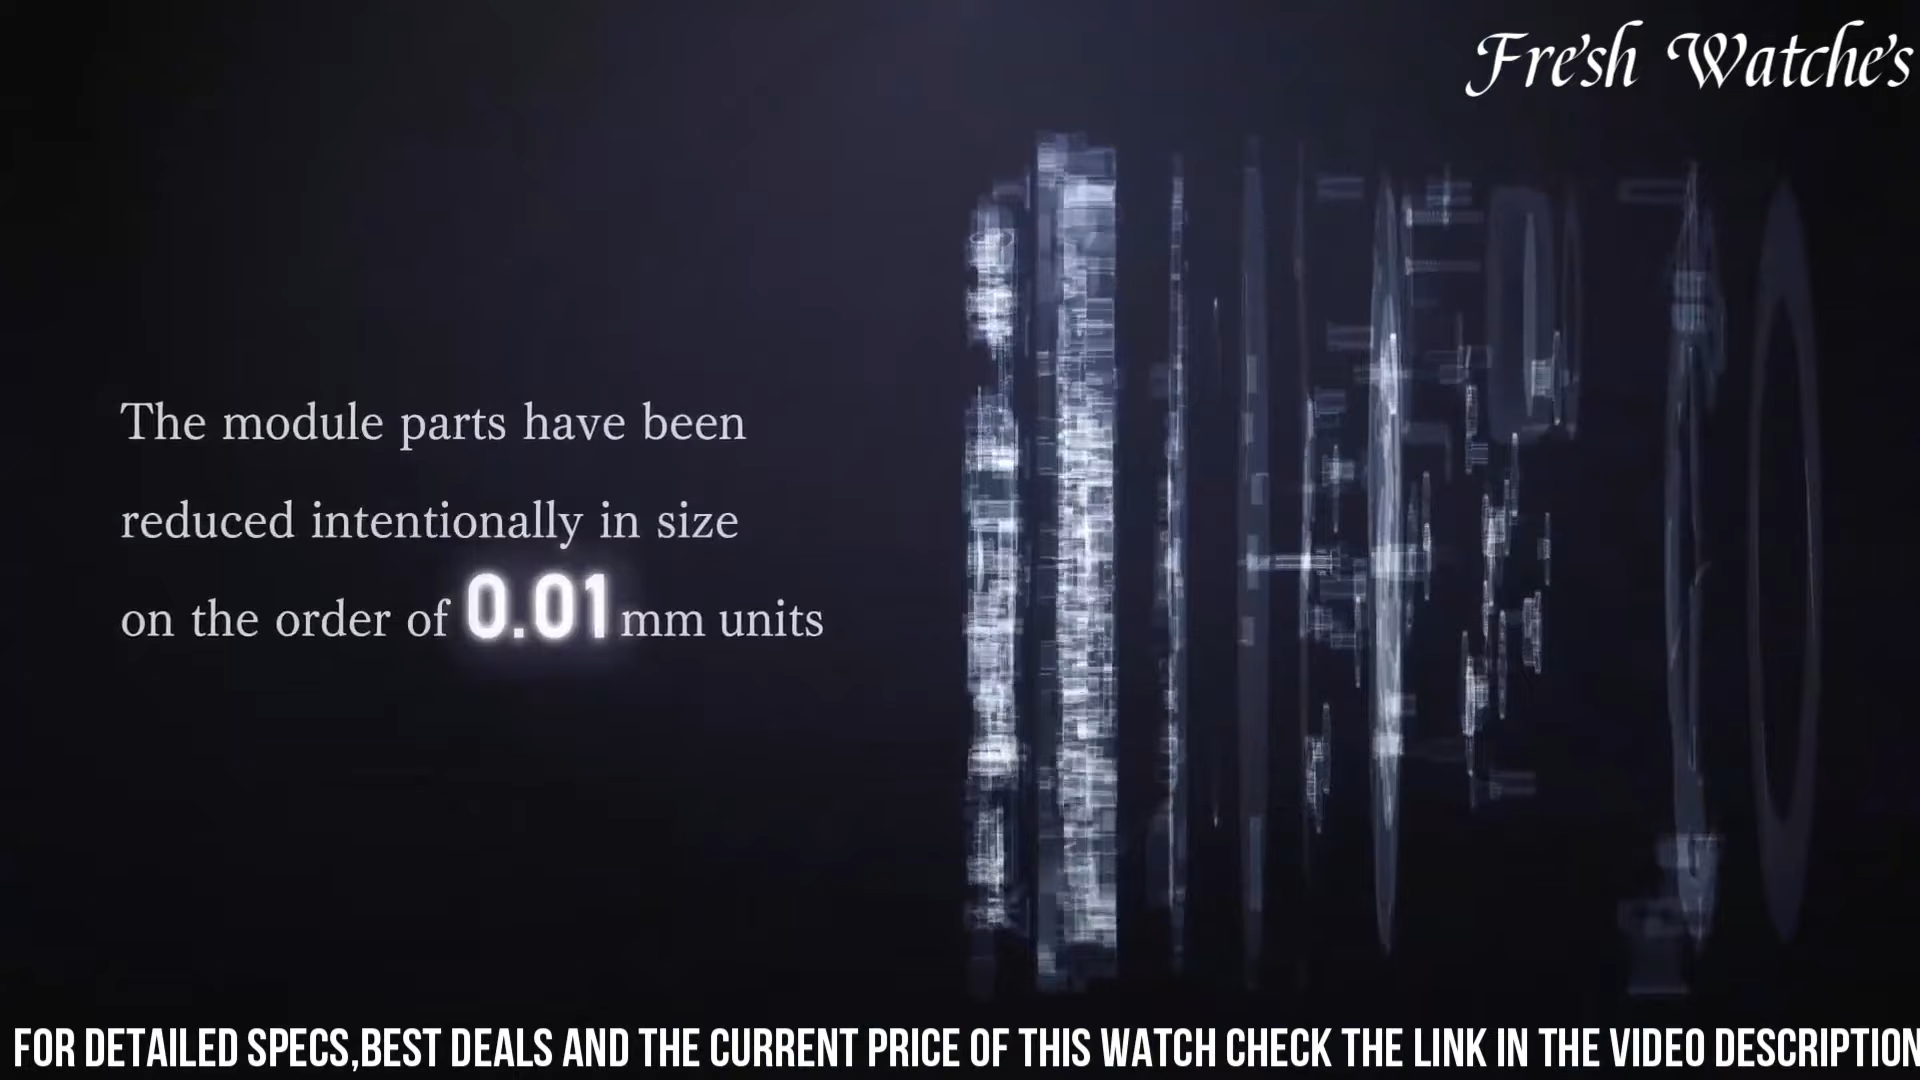 Fre'sh Watche's
The module parts have been
reduced intentionally in size
on the order of 0.01 mm units
FOR DETAILED SPECS,BEST DEALS AND THE CURRENT PRICE OF THIS WATCH CHECK THE LINK IN THE VIDEO DESCRIPTION